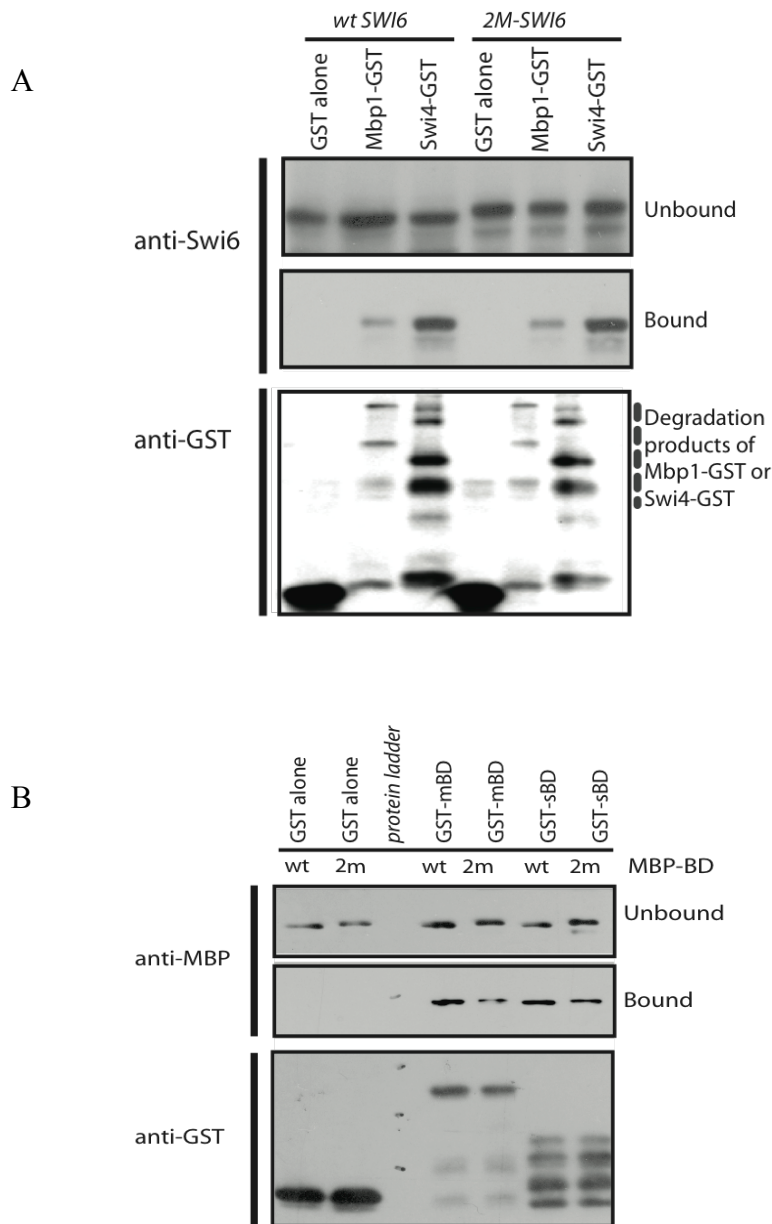 A
wt SWI6
2M-SWI6
GST alone
Mbp1-GST
Swi4-GST
GST alone
Mbp1-GST
Swi4-GST
anti-Swi6
Unbound
Bound
anti-GST
Degradation
products of
Mbp1-GST or
Swi4-GST
B
GST alone
GST alone
protein ladder
GST-mBD
GST-mBD
GST-sBD
GST-sBD
wt 2m wt 2m wt 2m MBP-BD
anti-MBP
Unbound
Bound
anti-GST